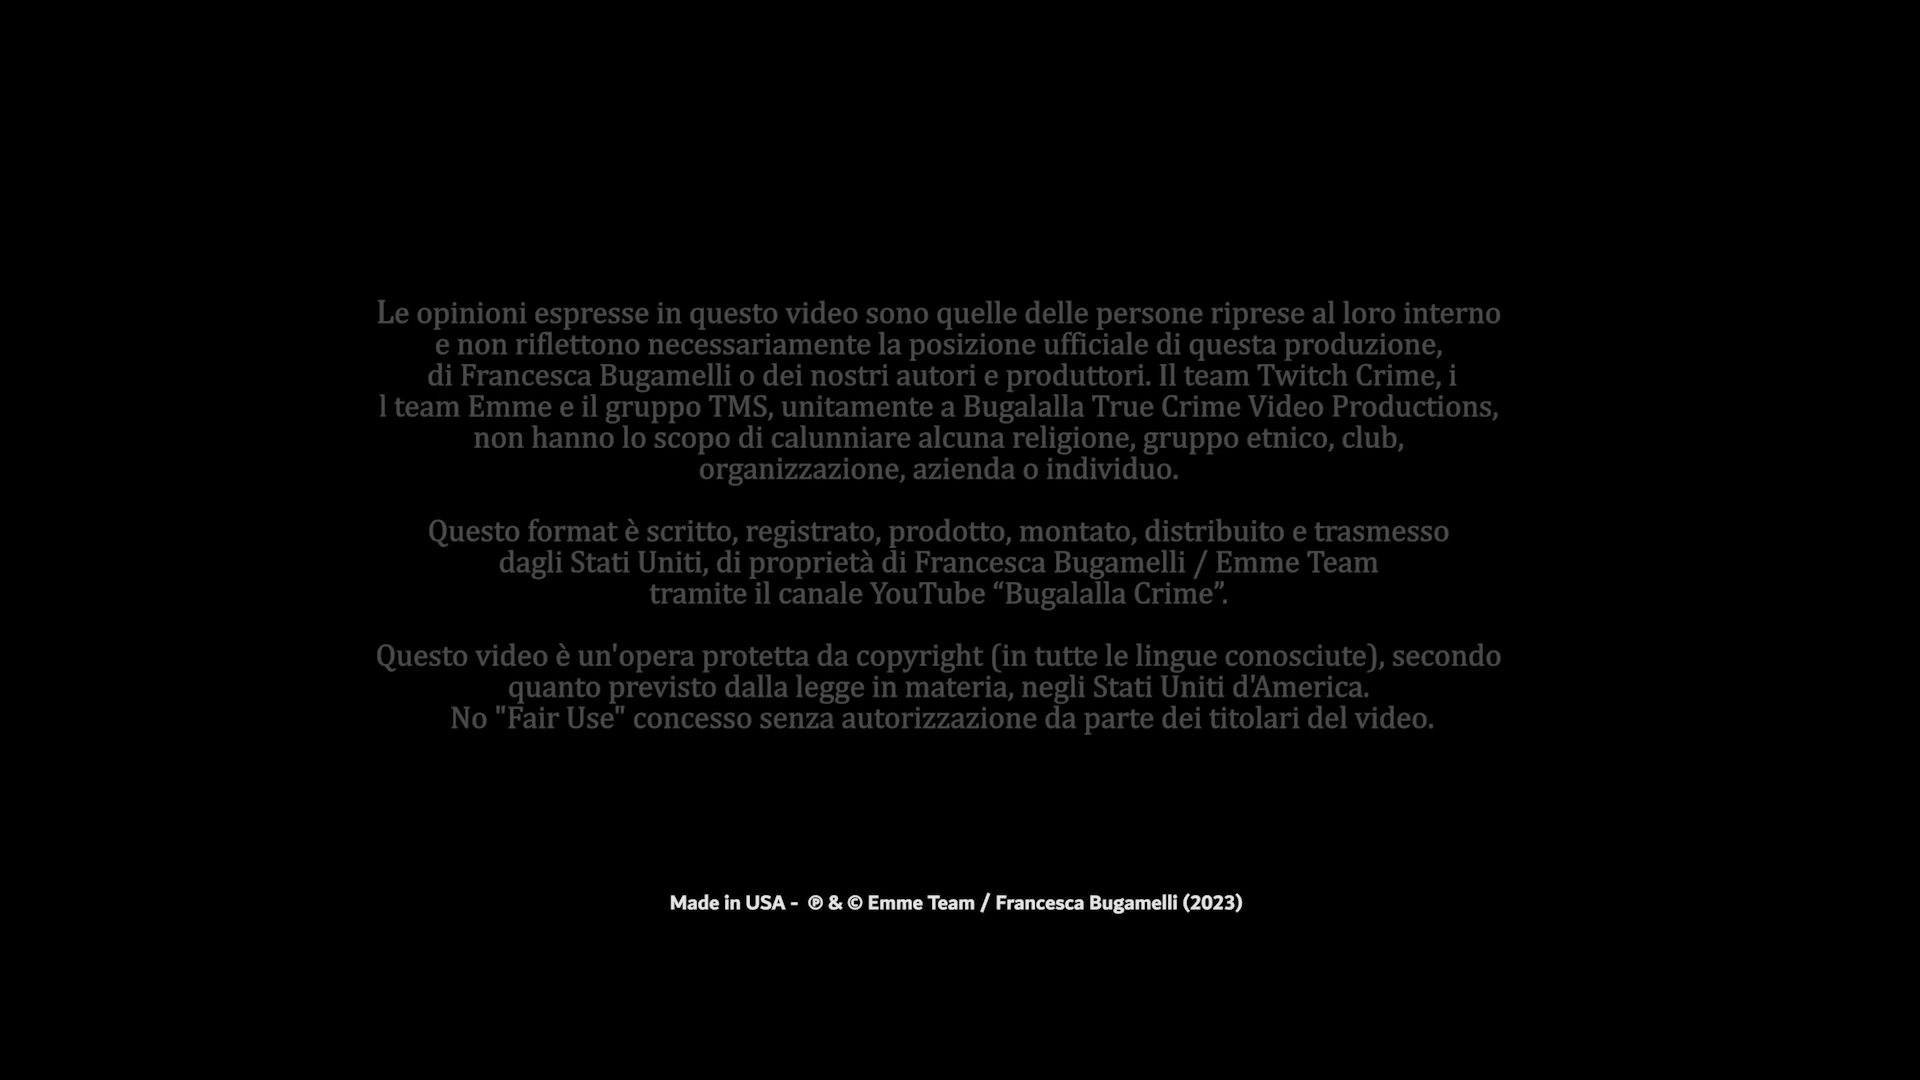 Le opinioni espresse in questo video sono quelle delle persone riprese al loro interno
e non riflettono necessariamente la posizione ufficiale di questa produzione,
di Francesca Bugamelli o dei nostri autori e produttori. Il team Twitch Crime, i
l team Emme e il gruppo TMS, unitamente a Bugalalla True Crime Video Productions,
non hanno lo scopo di calunniare alcuna religione, gruppo etnico, club,
organizzazione, azienda o individuo.
Questo format è scritto, registrato, prodotto, montato, distribuito e trasmesso
dagli Stati Uniti, di proprietà di Francesca Bugamelli / Emme Team
tramite il canale YouTube “Bugalalla Crime”.
Questo video è un'opera protetta da copyright (in tutte le lingue conosciute), secondo
quanto previsto dalla legge in materia, negli Stati Uniti d'America.
No "Fair Use" concesso senza autorizzazione da parte dei titolari del video.
Made in USA - ℗ & © Emme Team / Francesca Bugamelli (2023)